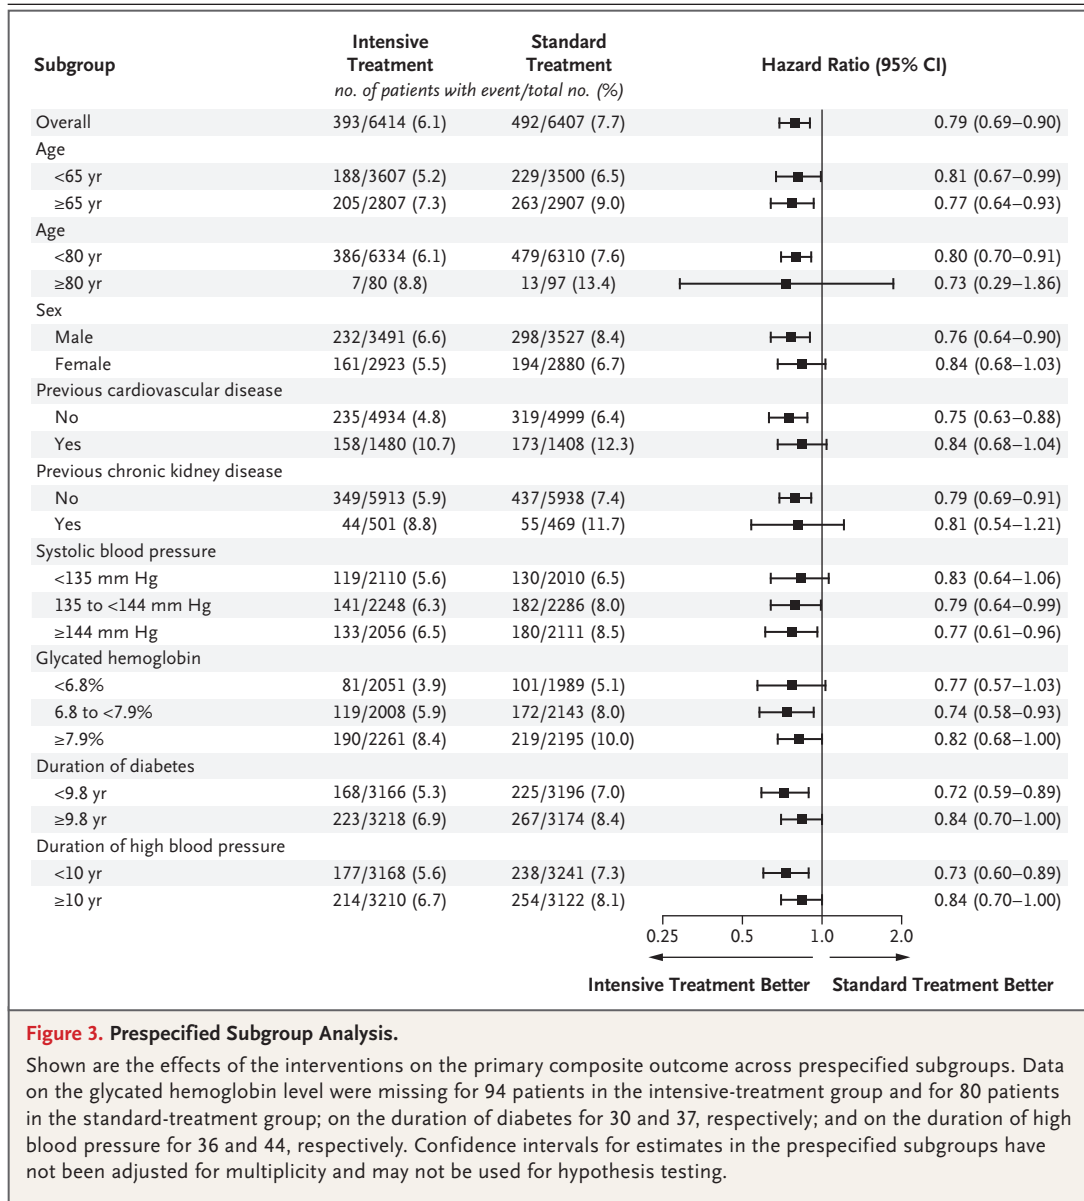 Subgroup Intensive Treatment Standard Treatment Hazard Ratio (95% CI)
no. of patients with event/total no. (%)
Overall 393/6414 (6.1) 492/6407 (7.7) 0.79 (0.69–0.90)
Age
<65 yr 188/3607 (5.2) 229/3500 (6.5) 0.81 (0.67–0.99)
≥65 yr 205/2807 (7.3) 263/2907 (9.0) 0.77 (0.64–0.93)
Age
<80 yr 386/6334 (6.1) 479/6310 (7.6) 0.80 (0.70–0.91)
≥80 yr 7/80 (8.8) 13/97 (13.4) 0.73 (0.29–1.86)
Sex
Male 232/3491 (6.6) 298/3527 (8.4) 0.76 (0.64–0.90)
Female 161/2923 (5.5) 194/2880 (6.7) 0.84 (0.68–1.03)
Previous cardiovascular disease
No 235/4934 (4.8) 319/4999 (6.4) 0.75 (0.63–0.88)
Yes 158/1480 (10.7) 173/1408 (12.3) 0.84 (0.68–1.04)
Previous chronic kidney disease
No 349/5913 (5.9) 437/5938 (7.4) 0.79 (0.69–0.91)
Yes 44/501 (8.8) 55/469 (11.7) 0.81 (0.54–1.21)
Systolic blood pressure
<135 mm Hg 119/2110 (5.6) 130/2010 (6.5) 0.83 (0.64–1.06)
135 to <144 mm Hg 141/2248 (6.3) 182/2286 (8.0) 0.79 (0.64–0.99)
≥144 mm Hg 133/2056 (6.5) 180/2111 (8.5) 0.77 (0.61–0.96)
Glycated hemoglobin
<6.8% 81/2051 (3.9) 101/1989 (5.1) 0.77 (0.57–1.03)
6.8 to <7.9% 119/2008 (5.9) 172/2143 (8.0) 0.74 (0.58–0.93)
≥7.9% 190/2261 (8.4) 219/2195 (10.0) 0.82 (0.68–1.00)
Duration of diabetes
<9.8 yr 168/3166 (5.3) 225/3196 (7.0) 0.72 (0.59–0.89)
≥9.8 yr 223/3218 (6.9) 267/3174 (8.4) 0.84 (0.70–1.00)
Duration of high blood pressure
<10 yr 177/3168 (5.6) 238/3241 (7.3) 0.73 (0.60–0.89)
≥10 yr 214/3210 (6.7) 254/3122 (8.1) 0.84 (0.70–1.00)
0.25 0.5 1.0 2.0
Intensive Treatment Better Standard Treatment Better
Figure 3. Prespecified Subgroup Analysis.
Shown are the effects of the interventions on the primary composite outcome across prespecified subgroups. Data
on the glycated hemoglobin level were missing for 94 patients in the intensive-treatment group and for 80 patients
in the standard-treatment group; on the duration of diabetes for 30 and 37, respectively; and on the duration of high
blood pressure for 36 and 44, respectively. Confidence intervals for estimates in the prespecified subgroups have
not been adjusted for multiplicity and may not be used for hypothesis testing.